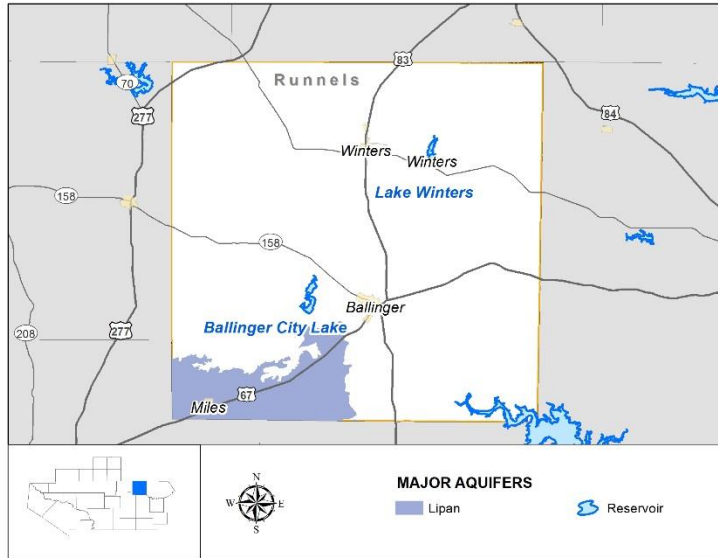 83
Runnels
70
277
84
Winters
Winters
Lake Winters
158
158
Ballinger
Ballinger City Lake
277
208
67
Miles
N
W E
S
MAJOR AQUIFERS
Lipan
Reservoir